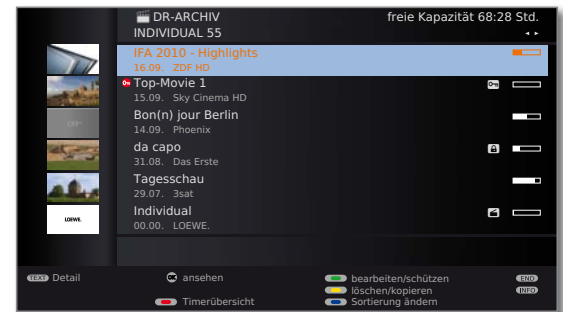 DR-ARCHIV
freie Kapazität 68:28 Std.
INDIVIDUAL 55
IFA 2010 - Highlights
16.09. ZDF HD
Top-Movie 1
15.09. Sky Cinema HD
Bon(n) jour Berlin
14.09. Phoenix
da capo
31.08. Das Erste
Tagesschau
29.07. 3sat
Individual
00.00. LOEWE.
LOEWE.
TEXT Detail
OK ansehen
bearbeiten/schützen
END
löschen/kopieren
INFO
Timerübersicht
Sortierung ändern